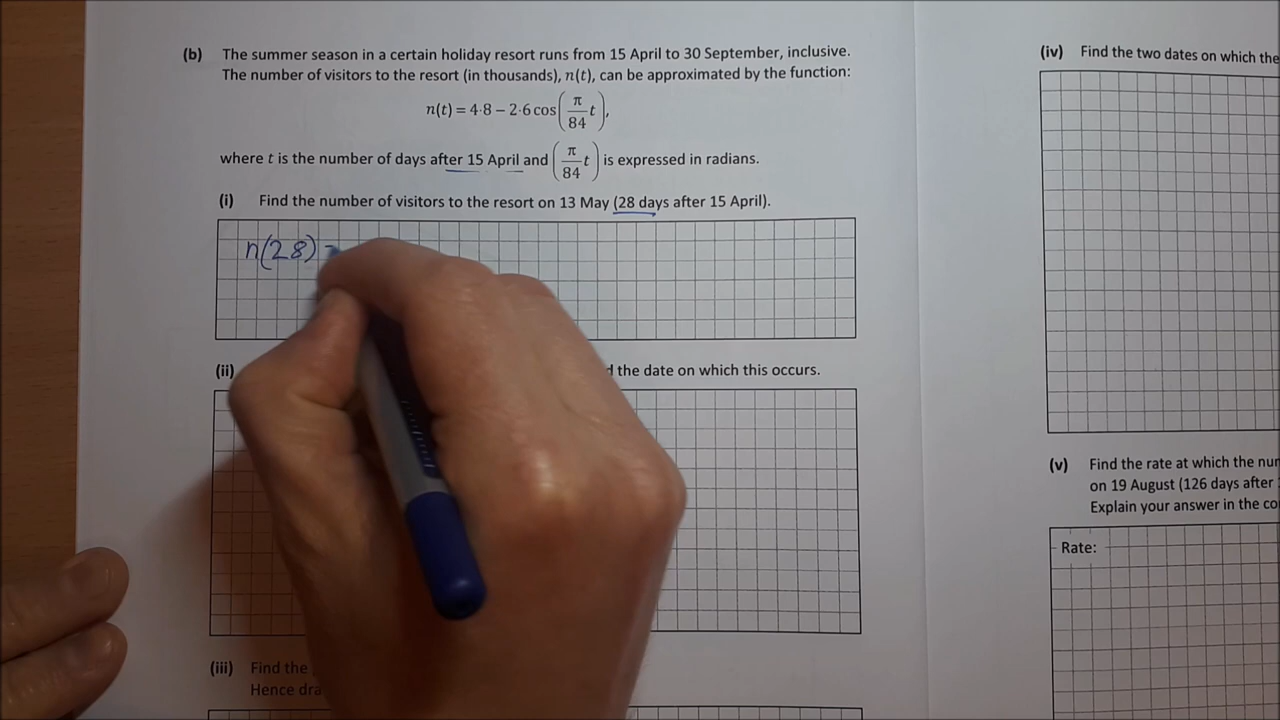 (b) The summer season in a certain holiday resort runs from 15 April to 30 September, inclusive.
The number of visitors to the resort (in thousands), n(t), can be approximated by the function:
n(t) = 4·8 – 2·6 cos(π/84 t),
where t is the number of days after 15 April and (π/84 t) is expressed in radians.
(i) Find the number of visitors to the resort on 13 May (28 days after 15 April).
n(28) =
(ii) the date on which this occurs.
(iii) Find the
Hence
(iv) Find the two dates on which the
(v) Find the rate at which the
on 19 August (126 days after
Explain your answer in the
Rate: